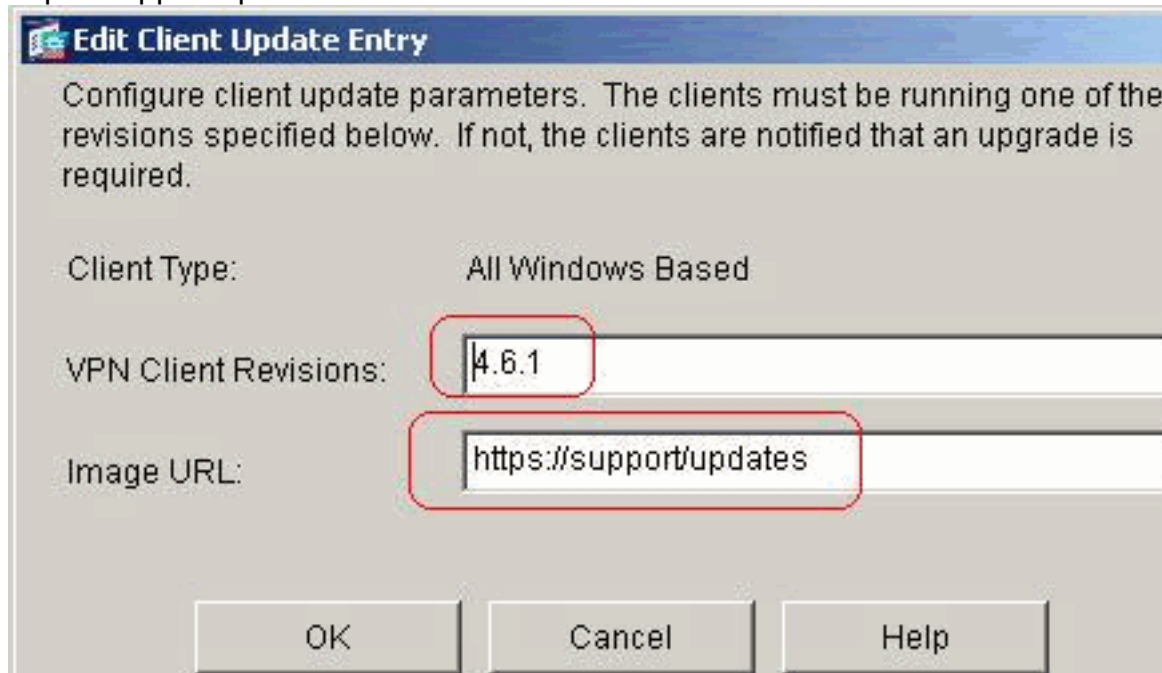 Edit Client Update Entry
Configure client update parameters. The clients must be running one of the
revisions specified below. If not, the clients are notified that an upgrade is
required.
Client Type: All Windows Based
VPN Client Revisions: 4.6.1
Image URL: https://support/updates
OK Cancel Help